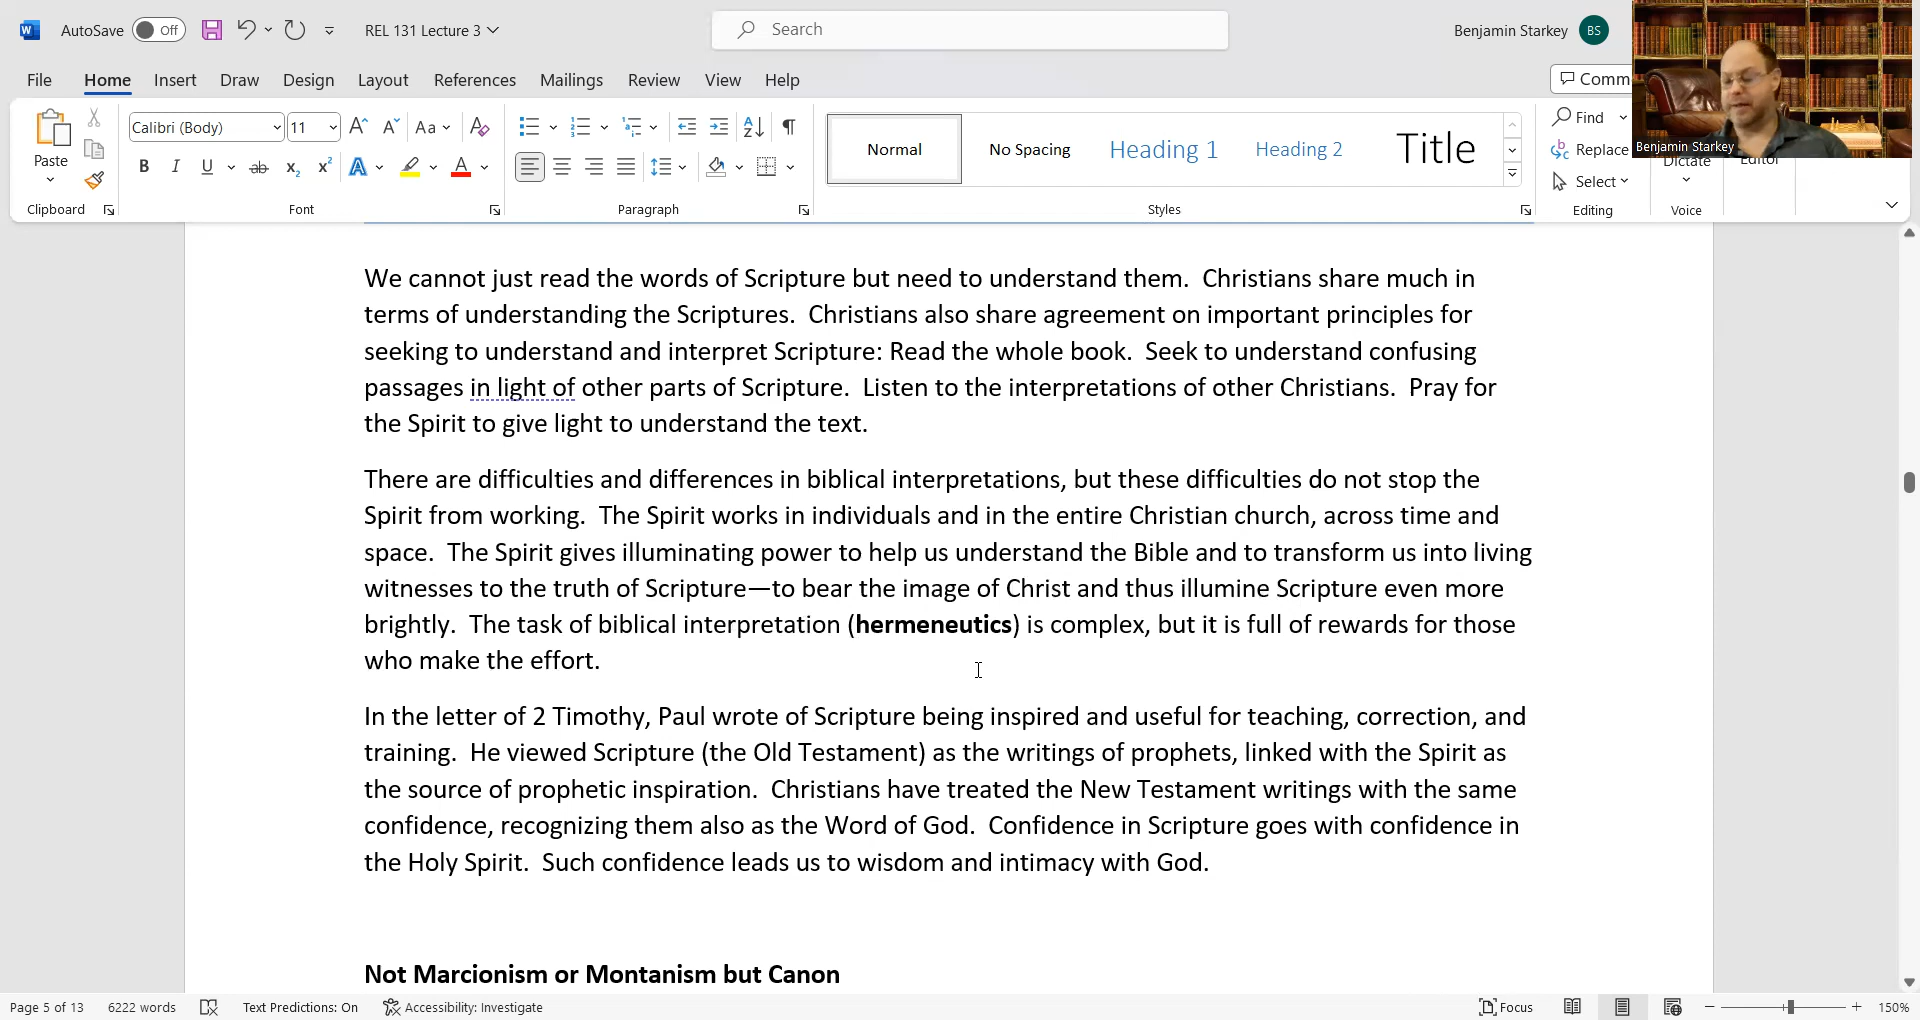 AutoSave Off REL 131 Lecture 3 Search Benjamin Starkey BS
File Home Insert Draw Design Layout References Mailings Review View Help
Calibri (Body) 11 Aa Normal No Spacing Heading 1 Heading 2 Title Find
Paste Replace Dictate
Select
Clipboard Font Paragraph Styles Editing Voice
Benjamin Starkey
We cannot just read the words of Scripture but need to understand them. Christians share much in
terms of understanding the Scriptures. Christians also share agreement on important principles for
seeking to understand and interpret Scripture: Read the whole book. Seek to understand confusing
passages in light of other parts of Scripture. Listen to the interpretations of other Christians. Pray for
the Spirit to give light to understand the text.
There are difficulties and differences in biblical interpretations, but these difficulties do not stop the
Spirit from working. The Spirit works in individuals and in the entire Christian church, across time and
space. The Spirit gives illuminating power to help us understand the Bible and to transform us into living
witnesses to the truth of Scripture—to bear the image of Christ and thus illumine Scripture even more
brightly. The task of biblical interpretation (hermeneutics) is complex, but it is full of rewards for those
who make the effort.
In the letter of 2 Timothy, Paul wrote of Scripture being inspired and useful for teaching, correction, and
training. He viewed Scripture (the Old Testament) as the writings of prophets, linked with the Spirit as
the source of prophetic inspiration. Christians have treated the New Testament writings with the same
confidence, recognizing them also as the Word of God. Confidence in Scripture goes with confidence in
the Holy Spirit. Such confidence leads us to wisdom and intimacy with God.
Not Marcionism or Montanism but Canon
Page 5 of 13 6222 words Text Predictions: On Accessibility: Investigate Focus 150%